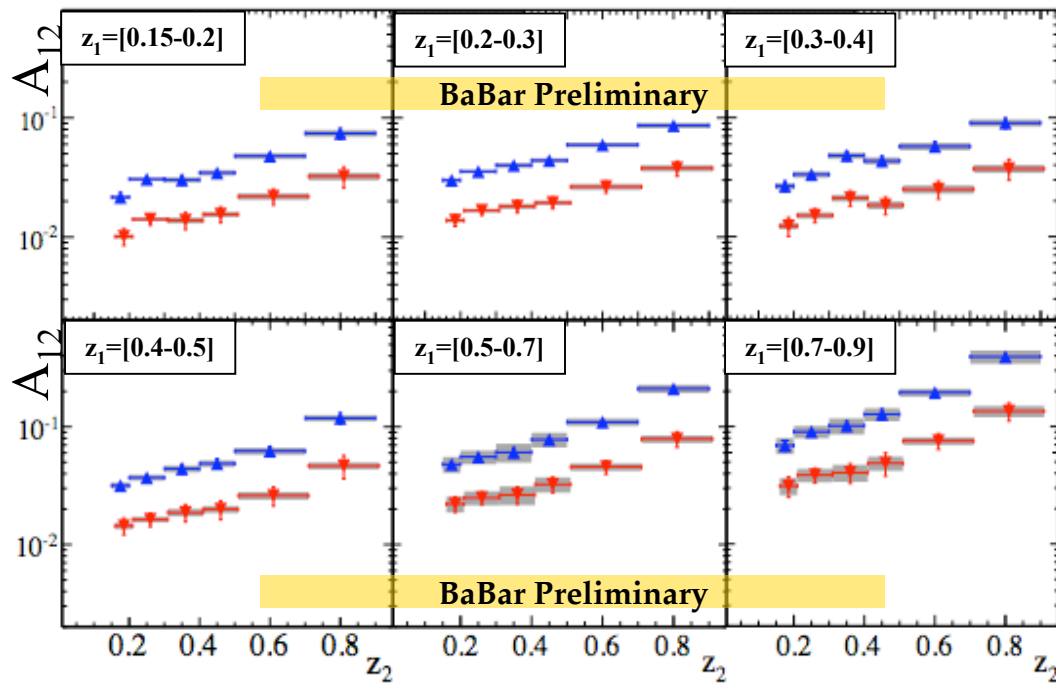 A12
z1=[0.15-0.2]
z1=[0.2-0.3]
z1=[0.3-0.4]
BaBar Preliminary
10-1
10-2
A12
z1=[0.4-0.5]
z1=[0.5-0.7]
z1=[0.7-0.9]
10-1
10-2
BaBar Preliminary
0.2 0.4 0.6 0.8 0.2 0.4 0.6 0.8 0.2 0.4 0.6 0.8
z2 z2 z2